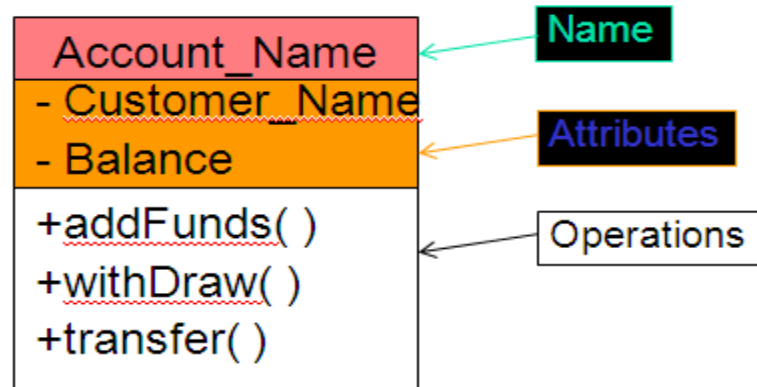 Account_Name
- Customer_Name
- Balance
+addFunds( )
+withDraw( )
+transfer( )
Name
Attributes
Operations